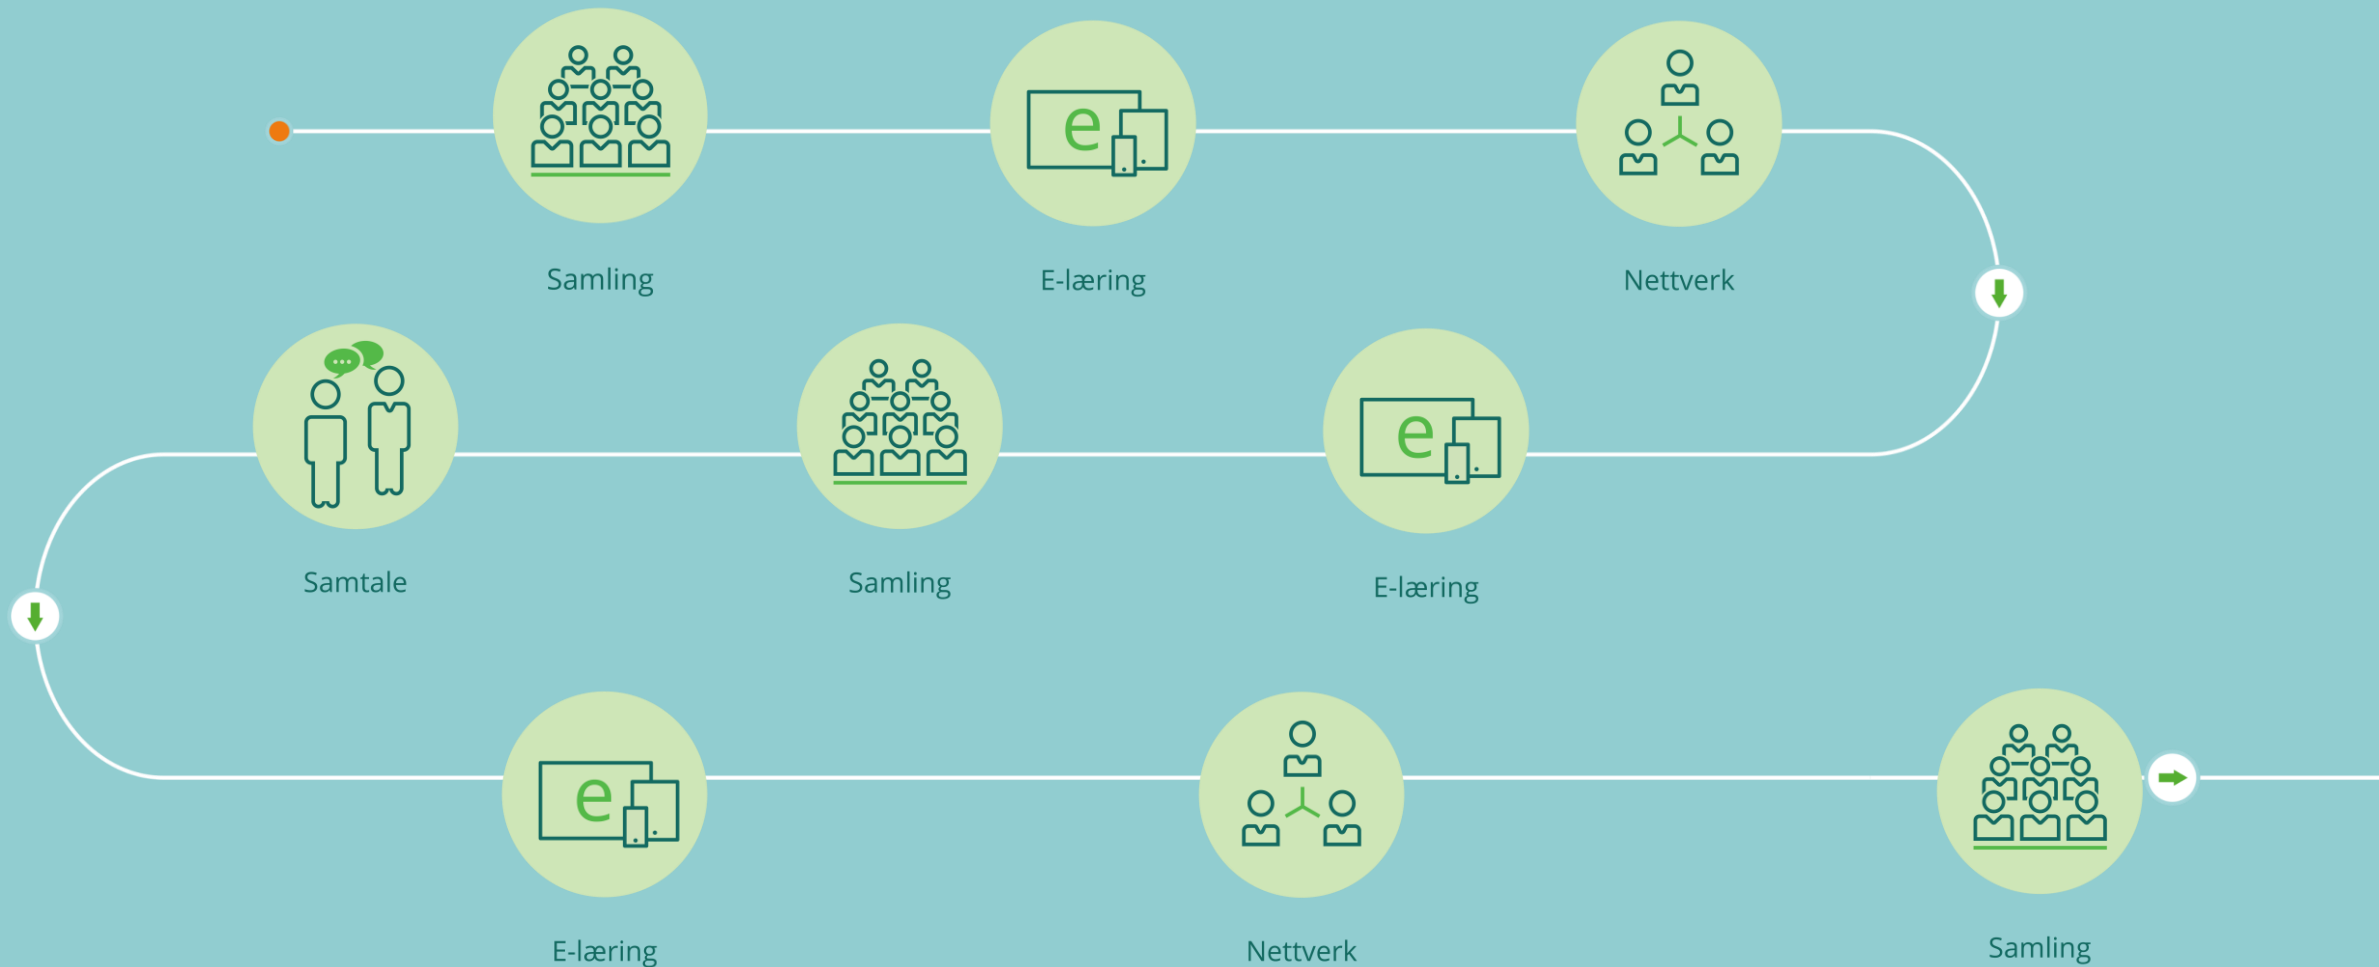 Samling
E-læring
Nettverk
Samtale
Samling
E-læring
E-læring
Nettverk
Samling